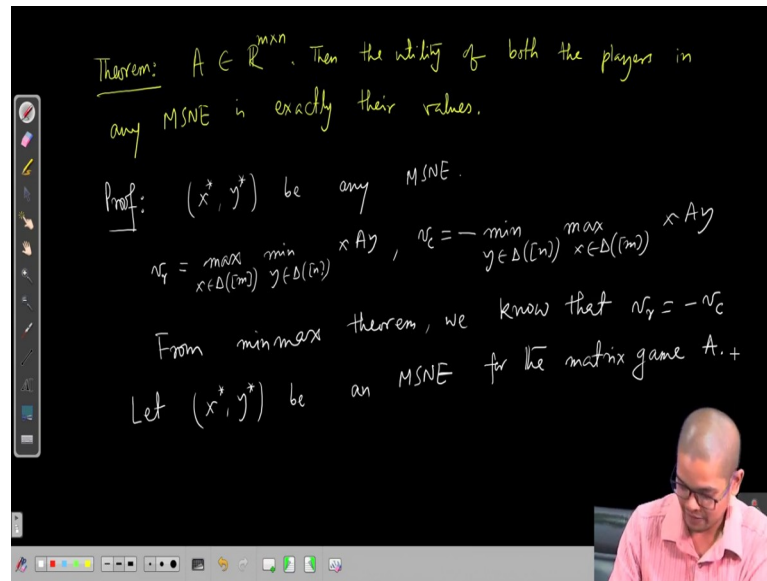 Theorem: A ∈ ℝ^{m×n}. Then the utility of both the players in
any MSNE is exactly their values.
Proof: (x*, y*) be any MSNE.
v_r = max_{x∈Δ([m])} min_{y∈Δ([n])} x A y , v_c = − min_{y∈Δ([n])} max_{x∈Δ([m])} x A y
From minmax theorem, we know that v_r = − v_c
Let (x*, y*) be an MSNE for the matrix game A.